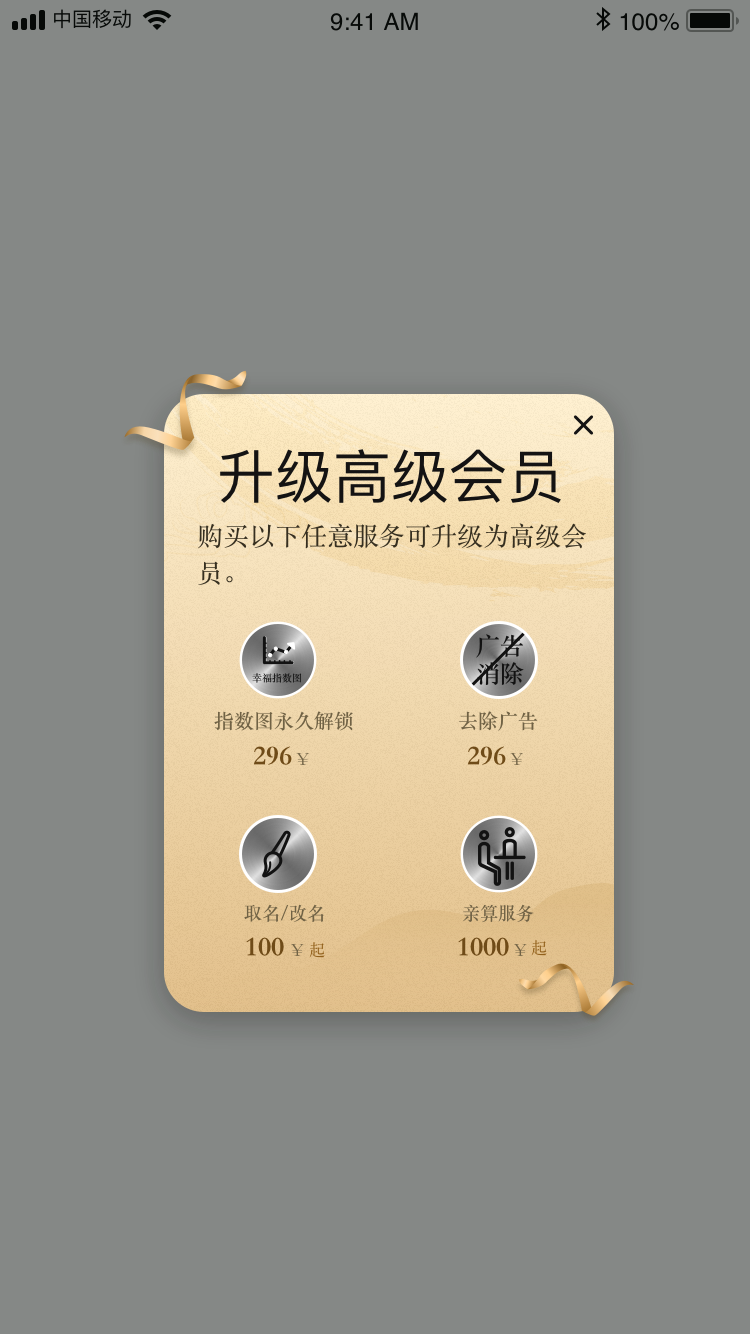 中国移动
9:41 AM
100%
升级高级会员
购买以下任意服务可升级为高级会
员。
幸福指数图
广告
消除
指数图永久解锁
去除广告
296 ¥
296 ¥
取名/改名
亲算服务
100 ¥ 起
1000 ¥ 起